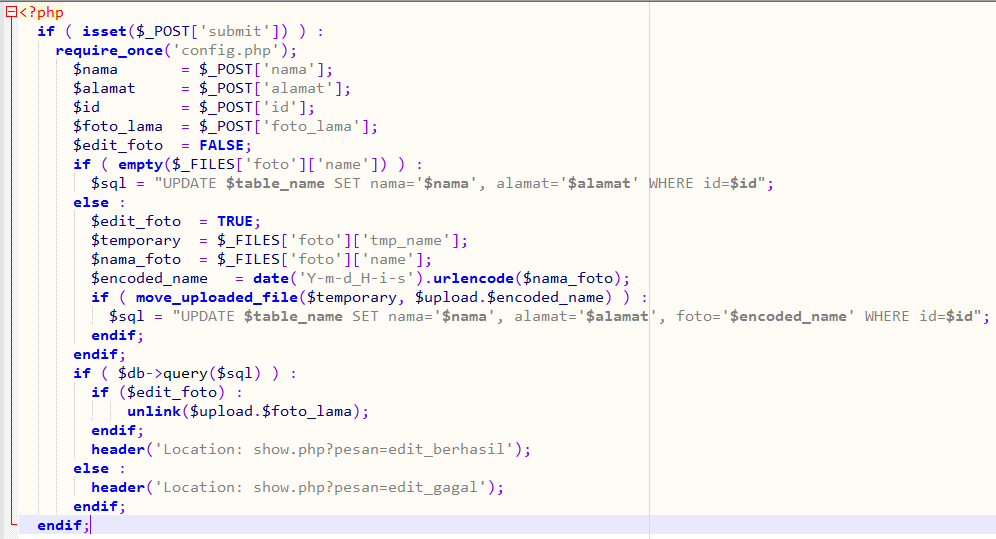 <?php
if ( isset($_POST['submit']) ) :
require_once('config.php');
$nama       = $_POST['nama'];
$alamat     = $_POST['alamat'];
$id         = $_POST['id'];
$foto_lama  = $_POST['foto_lama'];
$edit_foto  = FALSE;
if ( empty($_FILES['foto']['name']) ) :
$sql = "UPDATE $table_name SET nama='$nama', alamat='$alamat' WHERE id=$id";
else :
$edit_foto  = TRUE;
$temporary  = $_FILES['foto']['tmp_name'];
$nama_foto  = $_FILES['foto']['name'];
$encoded_name   = date('Y-m-d_H-i-s').urlencode($nama_foto);
if ( move_uploaded_file($temporary, $upload.$encoded_name) ) :
$sql = "UPDATE $table_name SET nama='$nama', alamat='$alamat', foto='$encoded_name' WHERE id=$id";
endif;
endif;
if ( $db->query($sql) ) :
if ($edit_foto) :
unlink($upload.$foto_lama);
endif;
header('Location: show.php?pesan=edit_berhasil');
else :
header('Location: show.php?pesan=edit_gagal');
endif;
endif;